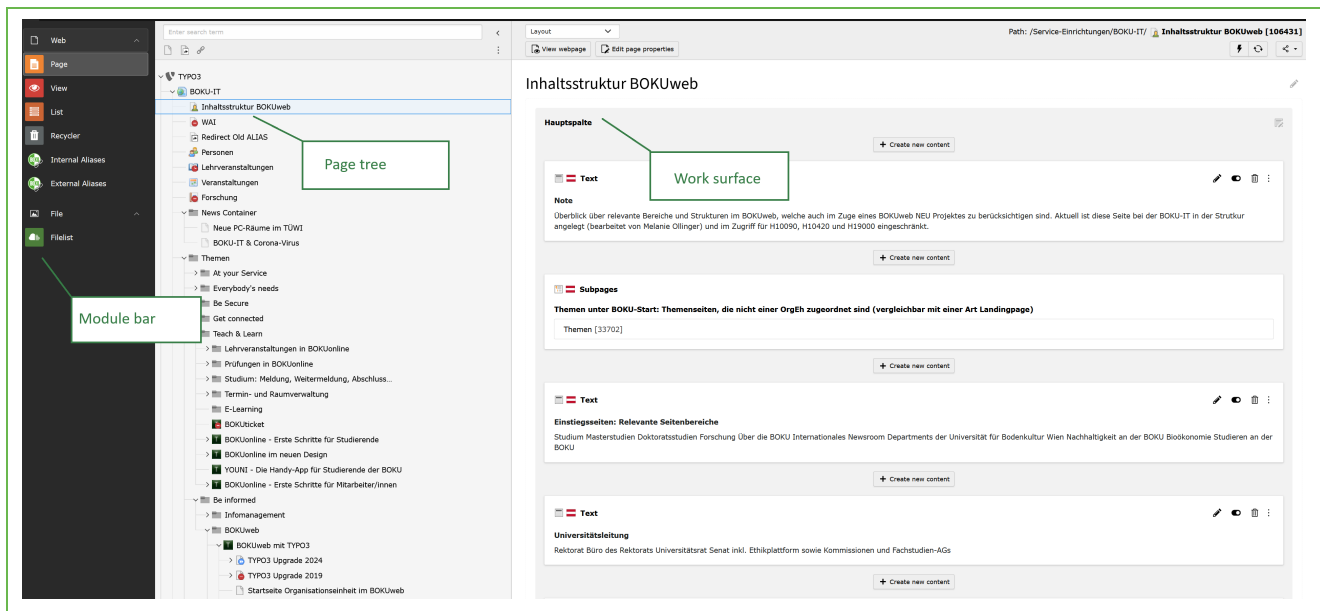 Web
Page
View
List
Recycler
Internal Aliases
External Aliases
File
Filelist
Module bar
Enter search term
TYPO3
BOKU-IT
Inhaltsstruktur BOKUweb
WAI
Redirect Old ALIAS
Personen
Lehrveranstaltungen
Veranstaltungen
Forschung
News Container
Neue PC-Räume im TÜWI
BOKU-IT & Corona-Virus
Themen
At your Service
Everybody's needs
Be Secure
Get connected
Teach & Learn
Lehrveranstaltungen in BOKUonline
Prüfungen in BOKUonline
Studium: Meldung, Weitermeldung, Abschluss...
Termin- und Raumverwaltung
E-Learning
BOKUticket
BOKUonline - Erste Schritte für Studierende
BOKUonline im neuen Design
YOUNI - Die Handy-App für Studierende der BOKU
BOKUonline - Erste Schritte für Mitarbeiter/innen
Be informed
Infomanagement
BOKUweb
BOKUweb mit TYPO3
TYPO3 Upgrade 2024
TYPO3 Upgrade 2019
Startseite Organisationseinheit im BOKUweb
Page tree
Layout
Path: /Service-Einrichtungen/BOKU-IT/ Inhaltsstruktur BOKUweb [106431]
View webpage
Edit page properties
Inhaltsstruktur BOKUweb
Hauptspalte
Work surface
+ Create new content
Text
Note
Überblick über relevante Bereiche und Strukturen im BOKUweb, welche auch im Zuge eines BOKUweb NEU Projektes zu berücksichtigen sind. Aktuell ist diese Seite bei der BOKU-IT in der Strutkur
angelegt (bearbeitet von Melanie Ollinger) und im Zugriff für H10090, H10420 und H19000 eingeschränkt.
+ Create new content
Subpages
Themen unter BOKU-Start: Themenseiten, die nicht einer OrgEh zugeordnet sind (vergleichbar mit einer Art Landingpage)
Themen [33702]
+ Create new content
Text
Einstiegsseiten: Relevante Seitenbereiche
Studium Masterstudien Doktoratsstudien Forschung Über die BOKU Internationales Newsroom Departments der Universität für Bodenkultur Wien Nachhaltigkeit an der BOKU Bioökonomie Studieren an der
BOKU
+ Create new content
Text
Universitätsleitung
Rektorat Büro des Rektorats Universitätsrat Senat inkl. Ethikplattform sowie Kommissionen und Fachstudien-AGs
+ Create new content